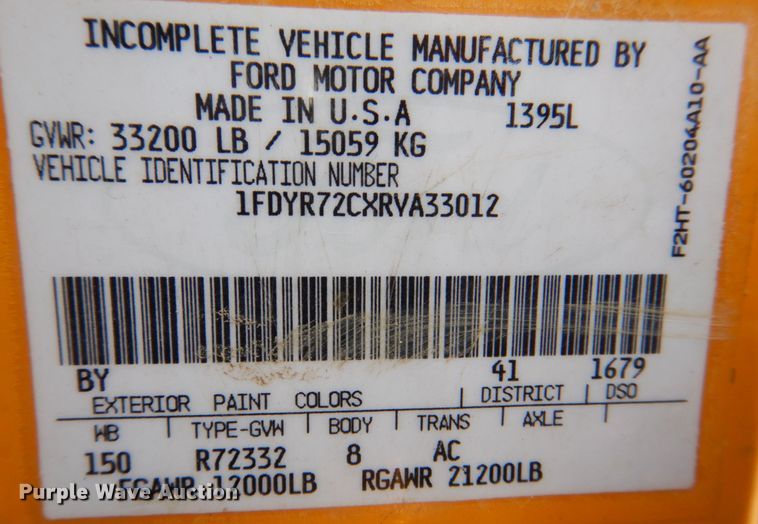 INCOMPLETE VEHICLE MANUFACTURED BY
FORD MOTOR COMPANY
MADE IN U.S.A 1395L
GVWR: 33200 LB / 15059 KG
VEHICLE IDENTIFICATION NUMBER
1FDYR72CXRVA33012
F2HT-60204A10-AA
BY 41 1679
EXTERIOR PAINT COLORS DISTRICT DSO
WB TYPE-GVW BODY TRANS AXLE
150 R72332 8 AC
FGAWR 12000LB RGAWR 21200LB
Purple Wave Auction